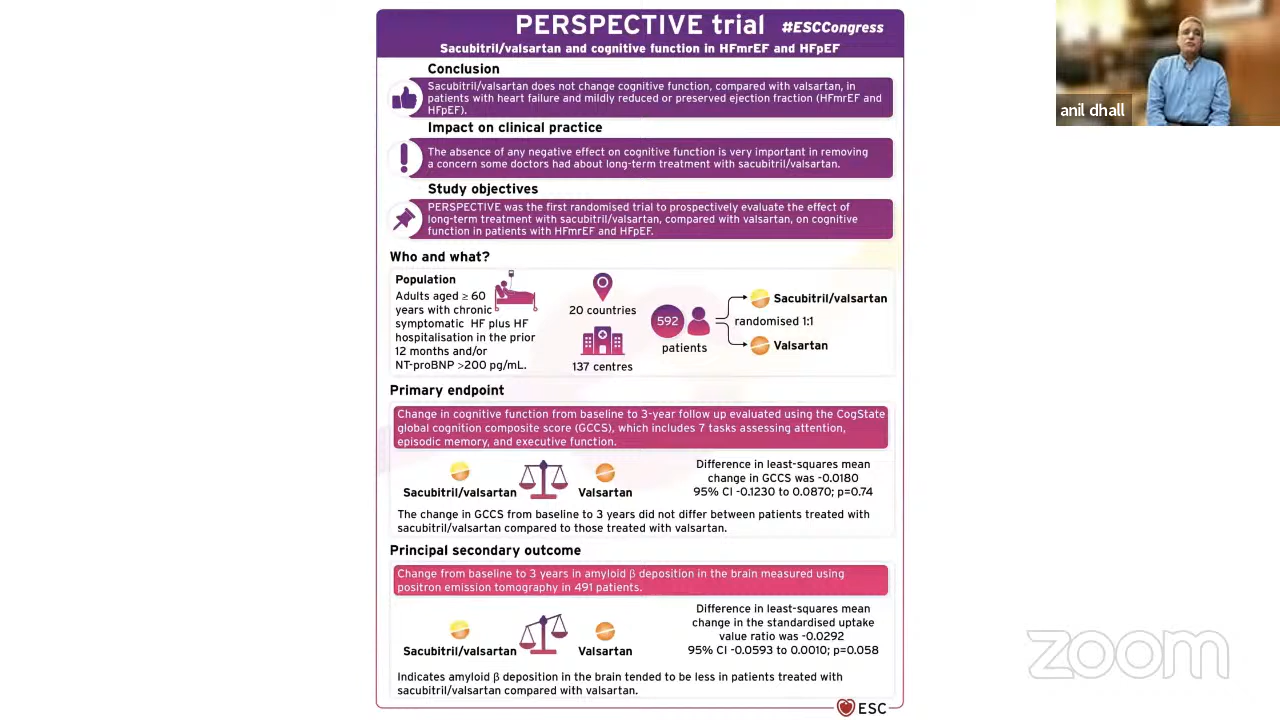 PERSPECTIVE trial #ESCCongress
Sacubitril/valsartan and cognitive function in HFmrEF and HFpEF
Conclusion
Sacubitril/valsartan does not change cognitive function, compared with valsartan, in
patients with heart failure and mildly reduced or preserved ejection fraction (HFmrEF and
HFpEF).
Impact on clinical practice
The absence of any negative effect on cognitive function is very important in removing
a concern some doctors had about long-term treatment with sacubitril/valsartan.
Study objectives
PERSPECTIVE was the first randomised trial to prospectively evaluate the effect of
long-term treatment with sacubitril/valsartan, compared with valsartan, on cognitive
function in patients with HFmrEF and HFpEF.
Who and what?
Population
Adults aged ≥ 60
years with chronic
symptomatic HF plus HF
hospitalisation in the prior
12 months and/or
NT-proBNP >200 pg/mL.
20 countries
137 centres
592
patients
Sacubitril/valsartan
randomised 1:1
Valsartan
Primary endpoint
Change in cognitive function from baseline to 3-year follow up evaluated using the CogState
global cognition composite score (GCCS), which includes 7 tasks assessing attention,
episodic memory, and executive function.
Sacubitril/valsartan
Valsartan
Difference in least-squares mean
change in GCCS was -0.0180
95% CI -0.1230 to 0.0870; p=0.74
The change in GCCS from baseline to 3 years did not differ between patients treated with
sacubitril/valsartan compared to those treated with valsartan.
Principal secondary outcome
Change from baseline to 3 years in amyloid β deposition in the brain measured using
positron emission tomography in 491 patients.
Sacubitril/valsartan
Valsartan
Difference in least-squares mean
change in the standardised uptake
value ratio was -0.0292
95% CI -0.0593 to 0.0010; p=0.058
Indicates amyloid β deposition in the brain tended to be less in patients treated with
sacubitril/valsartan compared with valsartan.
ESC
anil dhall
zoom